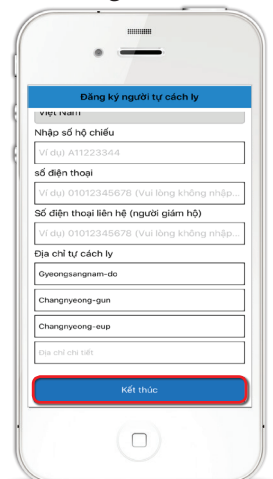 Đăng ký người tự cách ly
Việt Nam
Nhập số hộ chiếu
Ví dụ) A11223344
số điện thoại
Ví dụ) 01012345678 (Vui lòng không nhập...
Số điện thoại liên hệ (người giám hộ)
Ví dụ) 01012345678 (Vui lòng không nhập...
Địa chỉ tự cách ly
Gyeongsangnam-do
Changnyeong-gun
Changnyeong-eup
Địa chỉ chi tiết
Kết thúc